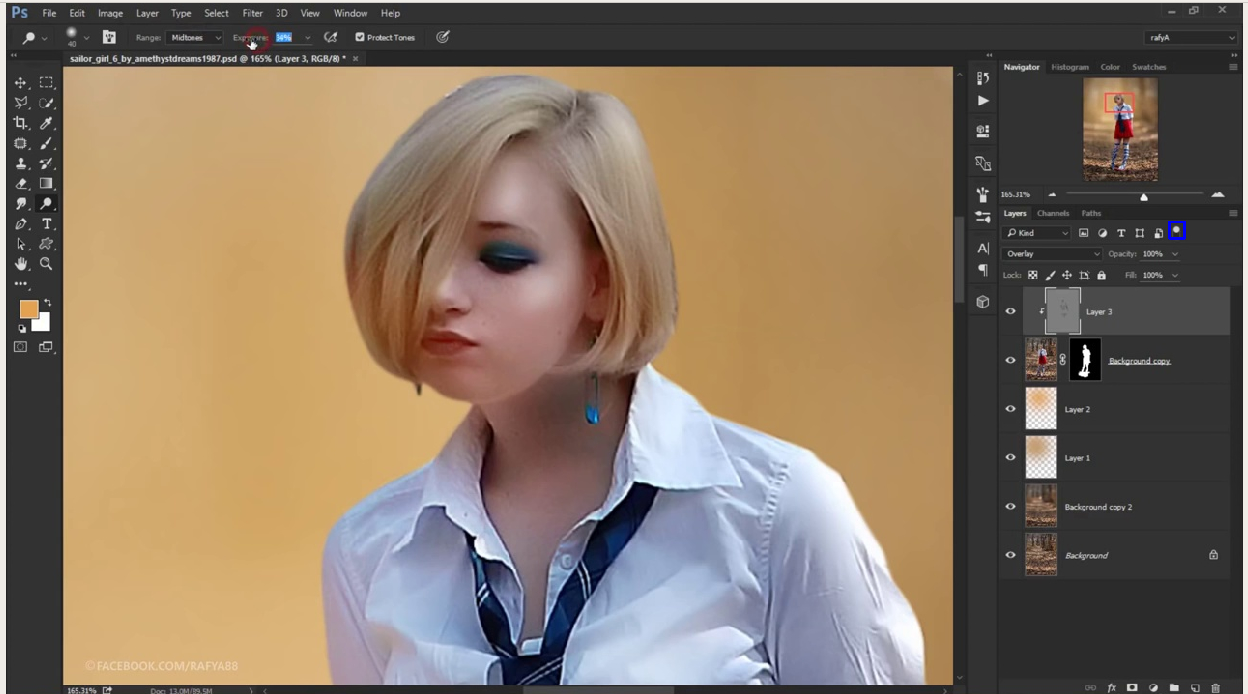 Ps File Edit Image Layer Type Select Filter 3D View Window Help
40 Range: Midtones Exposure: Protect Tones rafyA
sailor_girl_6_by_amethystdreams1987.psd @ 165% (Layer 3, RGB/8) *
Navigator Histogram Color Swatches
165.31%
Layers Channels Paths
Kind
Overlay Opacity: 100%
Lock: Fill: 100%
Layer 3
Background copy
Layer 2
Layer 1
Background copy 2
Background
©FACEBOOK.COM/RAFYA88
165.31% Doc: 13.0M/89.5M